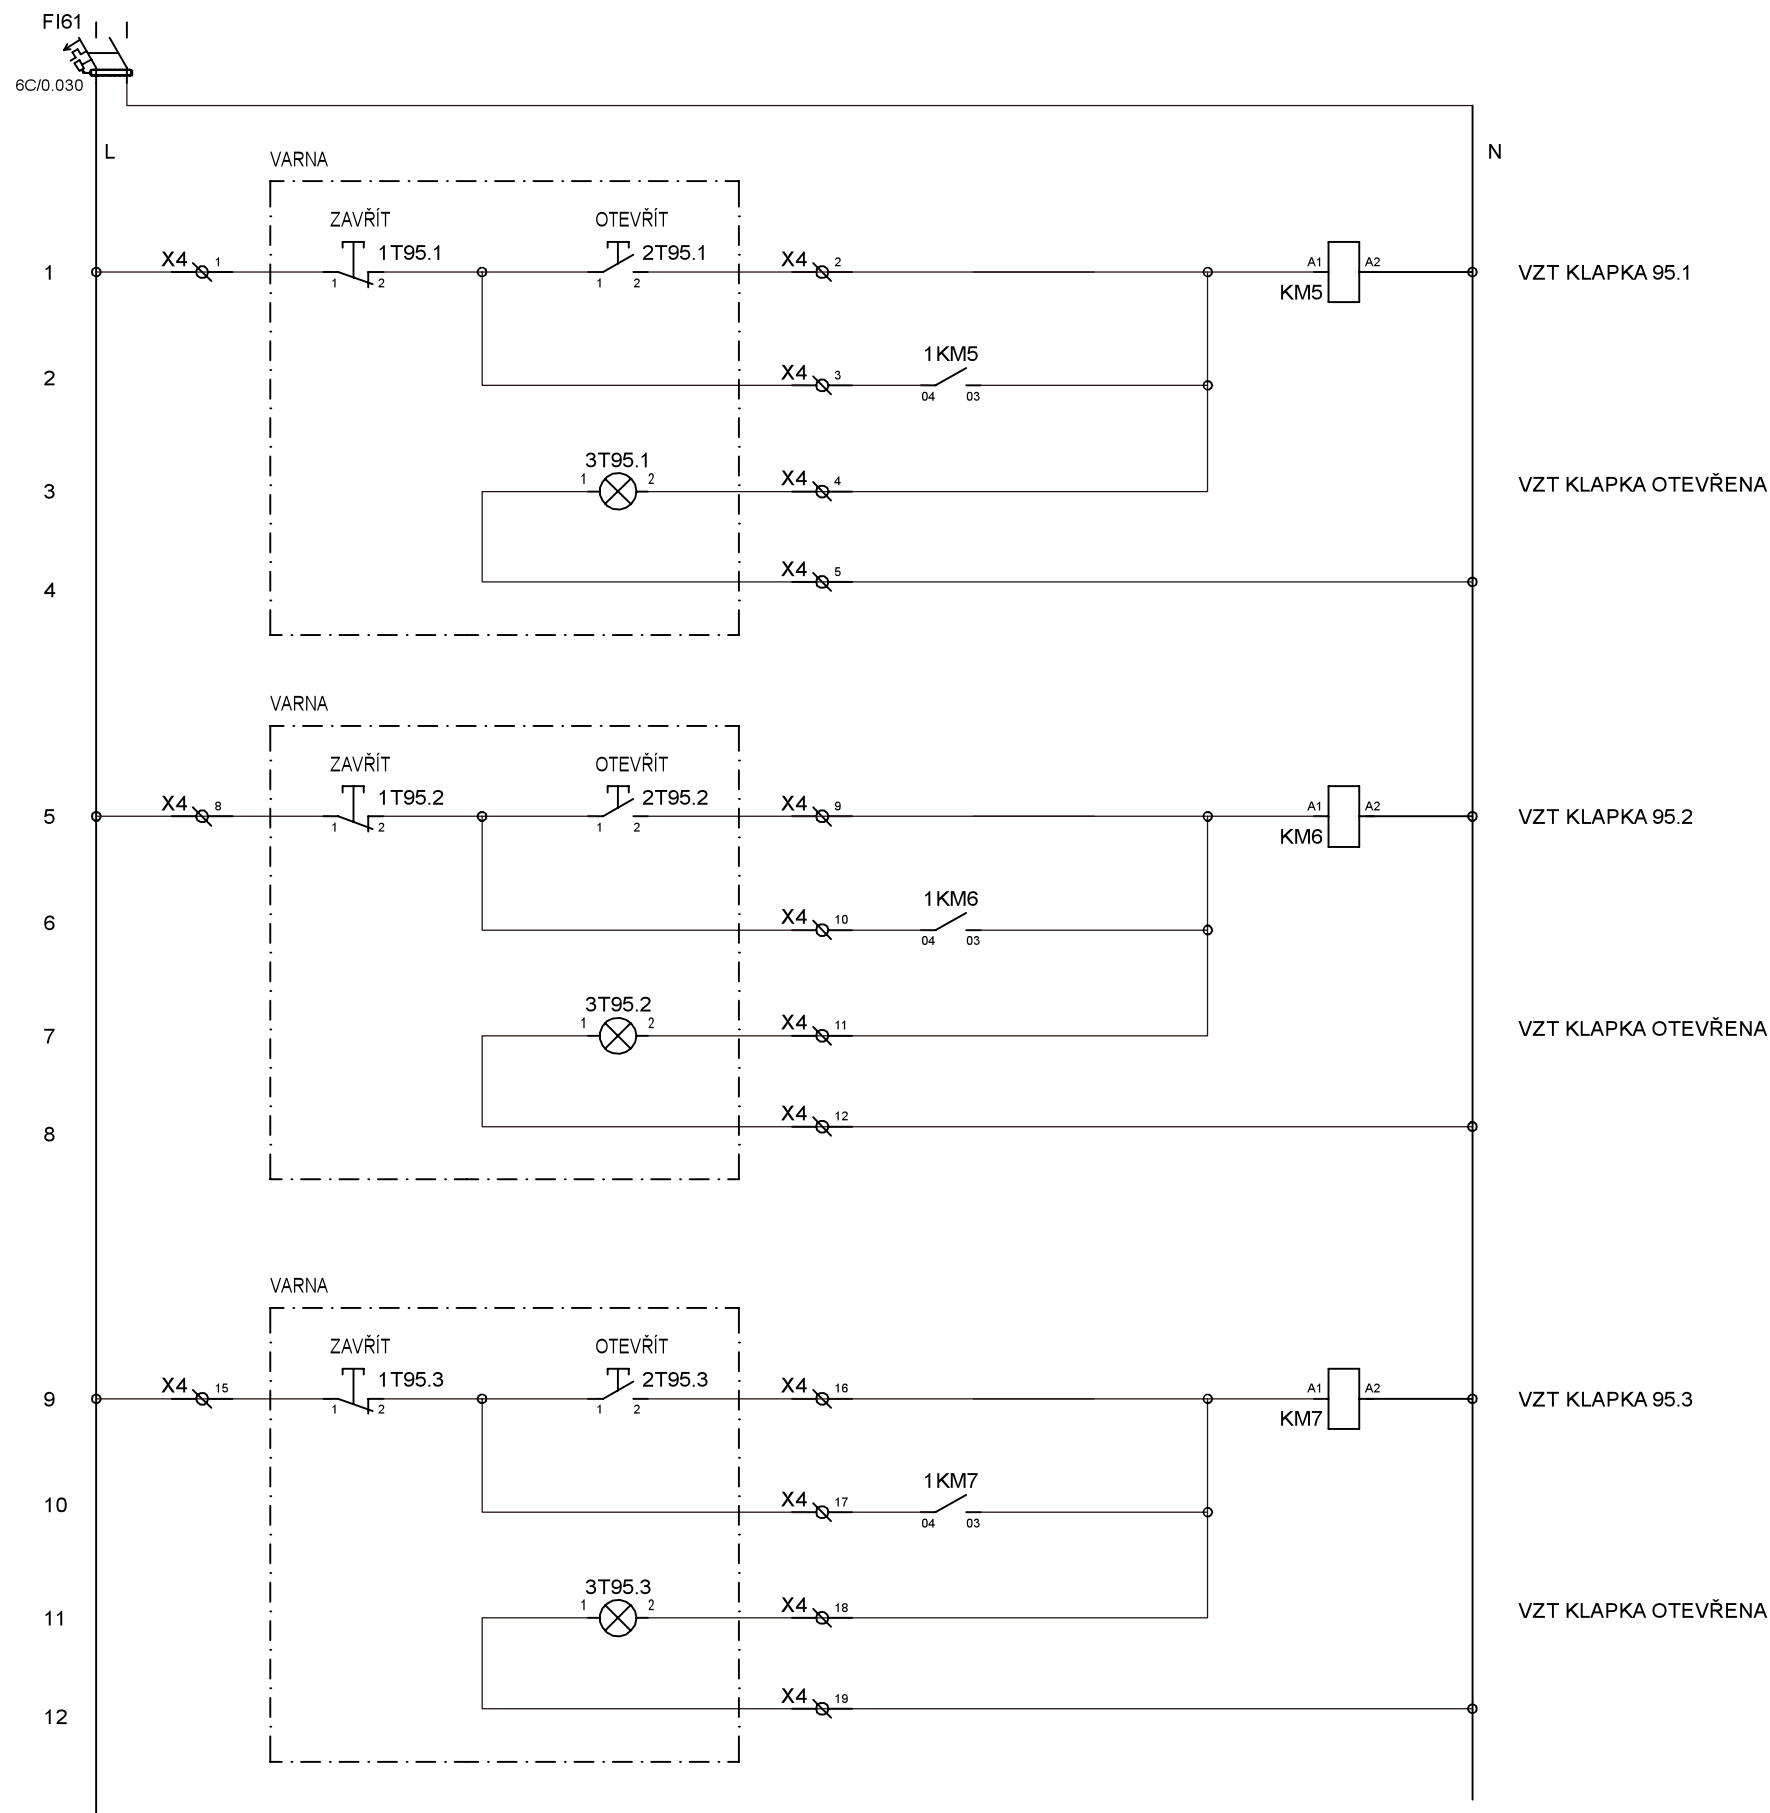 FI61
6C/0.030
L
N
VARNA
ZAVŘÍT OTEVŘÍT
1 X4 1 1T95.1 1 2 2T95.1 1 2 X4 2 A1 A2 KM5 VZT KLAPKA 95.1
2 X4 3 1KM5 04 03
3 3T95.1 1 2 X4 4 VZT KLAPKA OTEVŘENA
4 X4 5
VARNA
ZAVŘÍT OTEVŘÍT
5 X4 8 1T95.2 1 2 2T95.2 1 2 X4 9 A1 A2 KM6 VZT KLAPKA 95.2
6 X4 10 1KM6 04 03
7 3T95.2 1 2 X4 11 VZT KLAPKA OTEVŘENA
8 X4 12
VARNA
ZAVŘÍT OTEVŘÍT
9 X4 15 1T95.3 1 2 2T95.3 1 2 X4 16 A1 A2 KM7 VZT KLAPKA 95.3
10 X4 17 1KM7 04 03
11 3T95.3 1 2 X4 18 VZT KLAPKA OTEVŘENA
12 X4 19